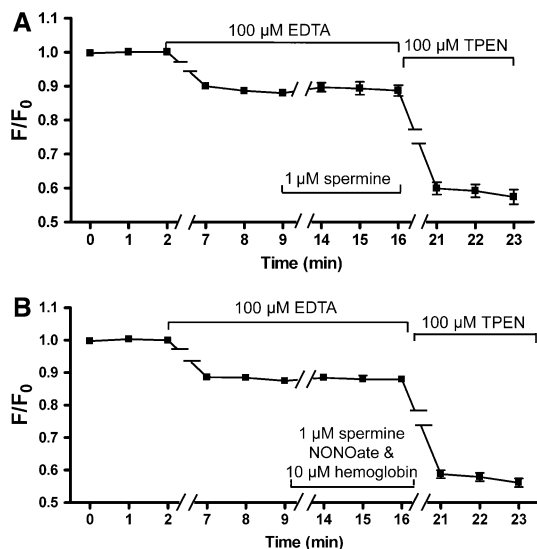 A
100 µM EDTA
100 µM TPEN
1 µM spermine
F/F0
1.1
1.0
0.9
0.8
0.7
0.6
0.5
0 1 2 7 8 9 14 15 16 21 22 23
Time (min)
B
100 µM EDTA
100 µM TPEN
1 µM spermine
NONOate &
10 µM hemoglobin
F/F0
1.1
1.0
0.9
0.8
0.7
0.6
0.5
0 1 2 7 8 9 14 15 16 21 22 23
Time (min)